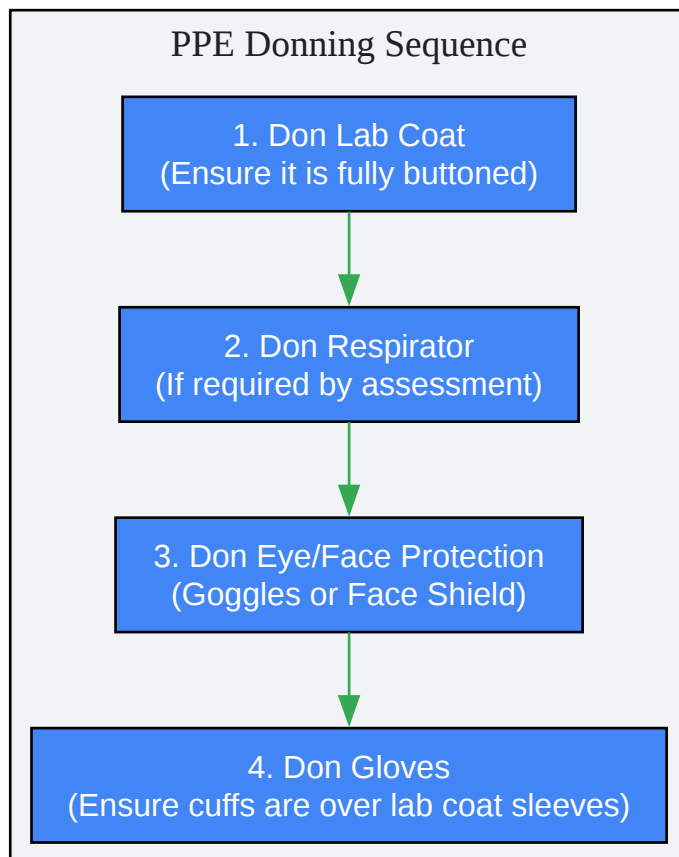 PPE Donning Sequence
1. Don Lab Coat
(Ensure it is fully buttoned)
2. Don Respirator
(If required by assessment)
3. Don Eye/Face Protection
(Goggles or Face Shield)
4. Don Gloves
(Ensure cuffs are over lab coat sleeves)